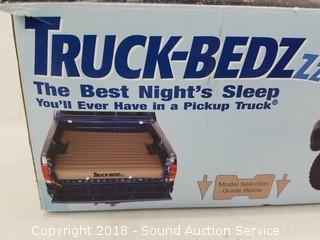 TRUCK-BEDZZZ
The Best Night's Sleep
You'll Ever Have in a Pickup Truck®
TRUCK-BEDZ
Model Selection
Guide Below
Copyright 2018 - Sound Auction Service